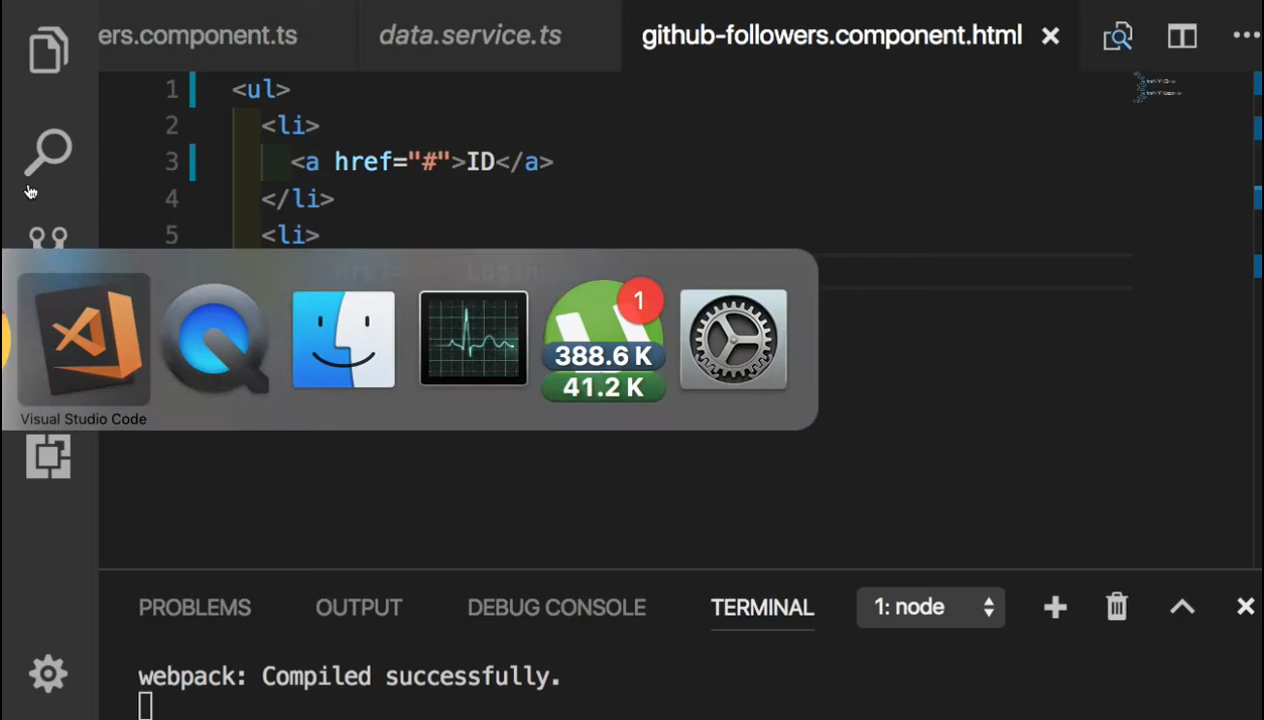 ers.component.ts
data.service.ts
github-followers.component.html
1 <ul>
2 <li>
3 <a href="#">ID</a>
4 </li>
5 <li>
1
388.6 K
41.2 K
Visual Studio Code
PROBLEMS
OUTPUT
DEBUG CONSOLE
TERMINAL
1: node
webpack: Compiled successfully.